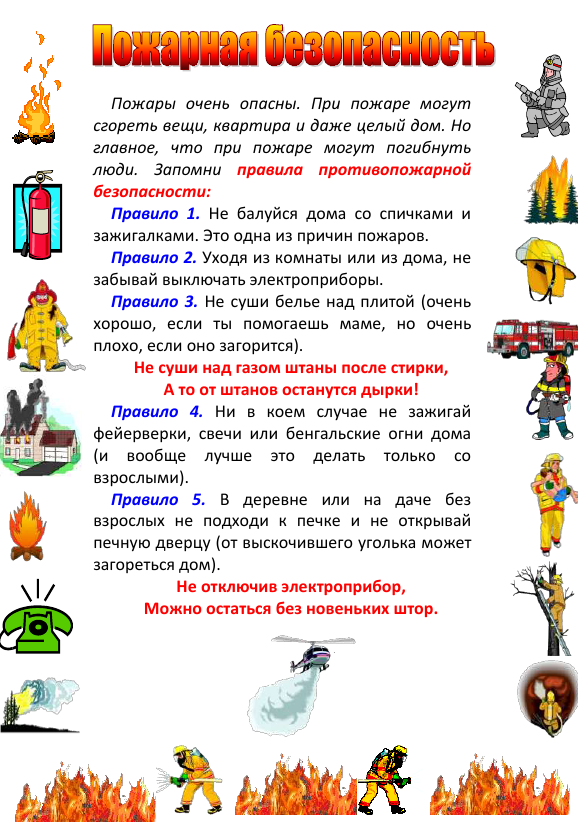 Пожарная безопасность
Пожары очень опасны. При пожаре могут
сгореть вещи, квартира и даже целый дом. Но
главное, что при пожаре могут погибнуть
люди. Запомни правила противопожарной
безопасности:
Правило 1. Не балуйся дома со спичками и
зажигалками. Это одна из причин пожаров.
Правило 2. Уходя из комнаты или из дома, не
забывай выключать электроприборы.
Правило 3. Не суши белье над плитой (очень
хорошо, если ты помогаешь маме, но очень
плохо, если оно загорится).
Не суши над газом штаны после стирки,
А то от штанов останутся дырки!
Правило 4. Ни в коем случае не зажигай
фейерверки, свечи или бенгальские огни дома
(и вообще лучше это делать только со
взрослыми).
Правило 5. В деревне или на даче без
взрослых не подходи к печке и не открывай
печную дверцу (от выскочившего уголька может
загореться дом).
Не отключив электроприбор,
Можно остаться без новеньких штор.